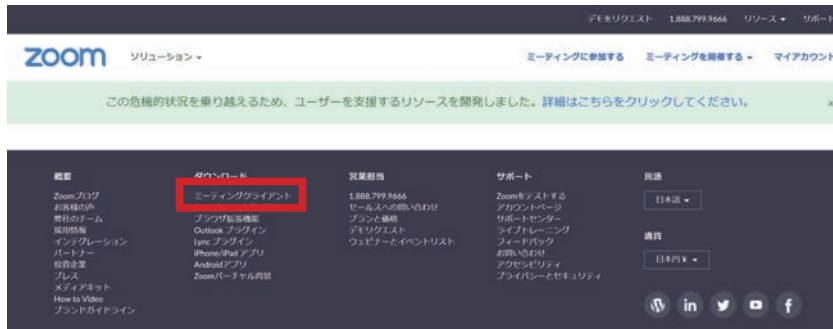 デモをリクエスト 1.888.799.9666 リソース サポート
zoom ソリューション ミーティングに参加する ミーティングを開催する マイアカウント
この危機的状況を乗り越えるため、ユーザーを支援するリソースを開発しました。詳細はこちらをクリックしてください。 ×
概要
Zoomブログ
お客様の声
弊社のチーム
採用情報
インテグレーション
パートナー
投資企業
プレス
メディアキット
How to Video
ブランドガイドライン
ダウンロード
ミーティングクライアント
ブラウザ拡張機能
Outlook プラグイン
Lync プラグイン
iPhone/iPad アプリ
Androidアプリ
Zoomバーチャル背景
営業担当
1.888.799.9666
セールスへの問い合わせ
プランと価格
デモリクエスト
ウェビナーとイベントリスト
サポート
Zoomをテストする
アカウントページ
サポートセンター
ライブトレーニング
フィードバック
お問い合わせ
アクセシビリティ
プライバシーとセキュリティ
言語
日本語
通貨
日本円 ¥
in
f